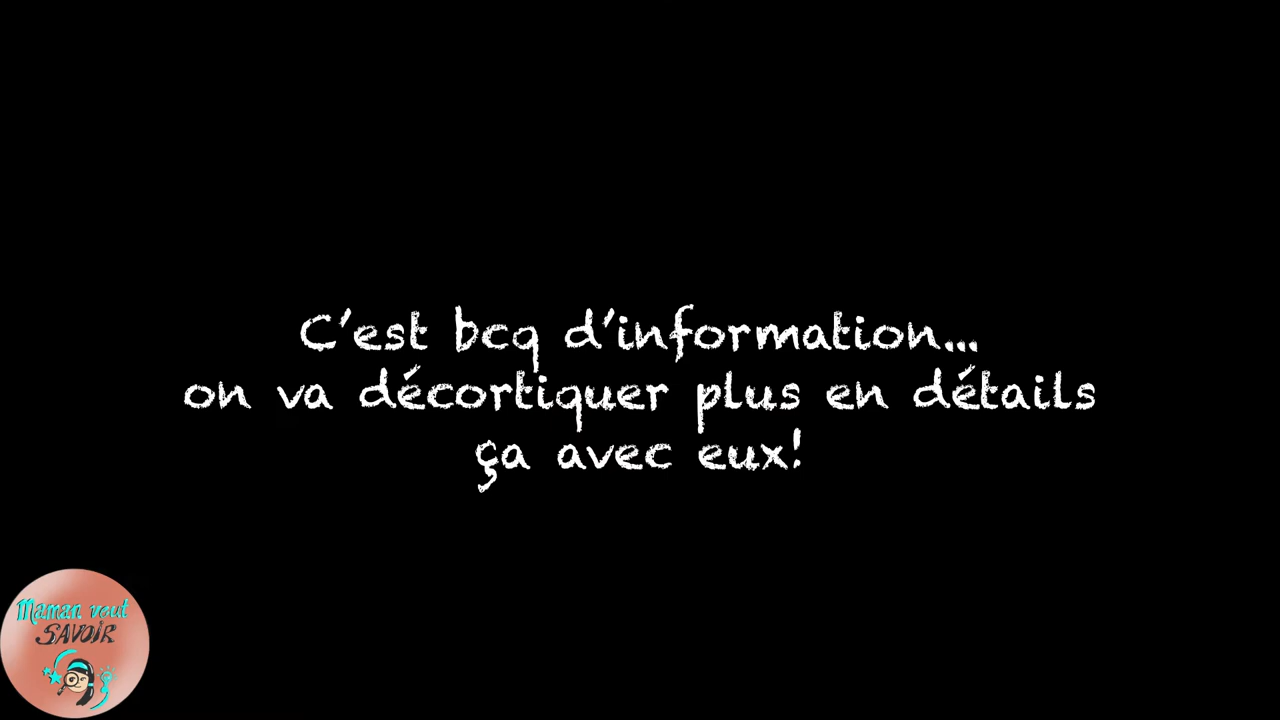 C'est bcq d'information...
on va décortiquer plus en détails
ça avec eux!
Maman veut
SAVOIR